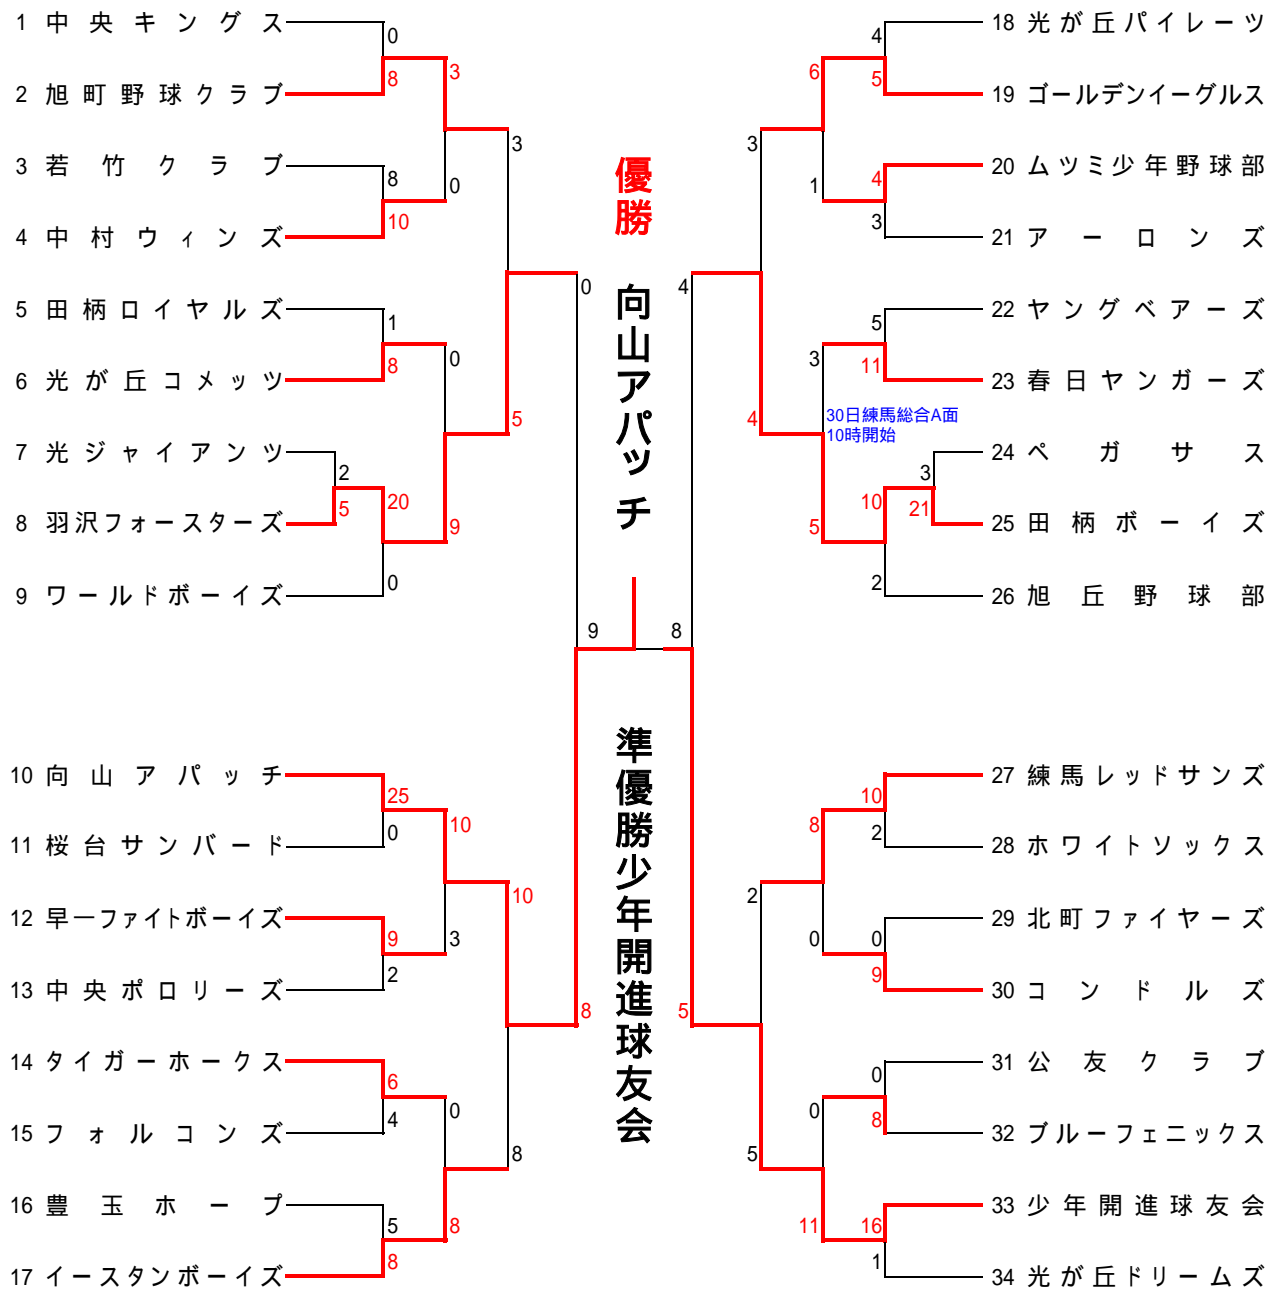 1 中央キングス
0
8
2 旭町野球クラブ
3
3 若竹クラブ
8
10
4 中村ウィンズ
0
3
5 田柄ロイヤルズ
1
8
6 光が丘コメッツ
0
7 光ジャイアンツ
2
5
8 羽沢フォースターズ
20
0
9 ワールドボーイズ
9
5
0
10 向山アパッチ
25
0
11 桜台サンバード
10
12 早一ファイトボーイズ
9
2
13 中央ポロリーズ
3
10
14 タイガーホークス
6
4
15 フォルコンズ
0
16 豊玉ホープ
5
8
17 イースタンボーイズ
8
8
8
優勝
向山アパッチ
9
8
準優勝少年開進球友会
18 光が丘パイレーツ
4
5
19 ゴールデンイーグルス
6
20 ムツミ少年野球部
4
3
21 アーロンズ
1
3
22 ヤングベアーズ
5
11
23 春日ヤンガーズ
3
30日練馬総合A面
10時開始
24 ペガサス
3
21
25 田柄ボーイズ
10
2
26 旭丘野球部
5
4
4
27 練馬レッドサンズ
10
2
28 ホワイトソックス
8
29 北町ファイヤーズ
0
9
30 コンドルズ
0
2
31 公友クラブ
0
8
32 ブルーフェニックス
0
33 少年開進球友会
16
1
34 光が丘ドリームズ
11
5
5